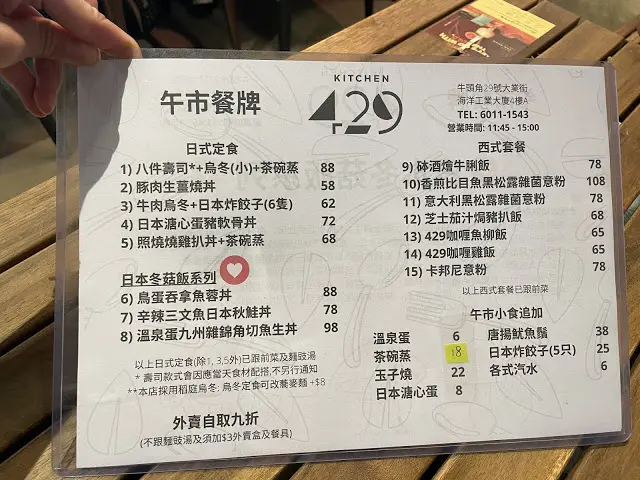 午市餐牌
KITCHEN
429
牛頭角29號大業街
海洋工業大廈4樓A
TEL: 6011-1543
營業時間: 11:45 - 15:00
日式定食
1) 八件壽司*+烏冬(小)+茶碗蒸 88
2) 豚肉生薑燒丼 58
3) 牛肉烏冬+日本炸餃子(6隻) 62
4) 日本溏心蛋豬軟骨丼 72
5) 照燒燒雞扒丼+茶碗蒸 68
日本冬菇飯系列
6) 烏蛋吞拿魚蓉丼 88
7) 辛辣三文魚日本秋鮭丼 78
8) 溫泉蛋九州雜錦角切魚生丼 98
以上日式定食(除1, 3,5外)已跟前菜及麵豉湯
* 壽司款式會因應當天食材配搭,不另行通知
**本店採用稻庭烏冬: 烏冬定食可改蕎麥麵 +$8
外賣自取九折
(不跟麵豉湯及須加$3外賣盒及餐具)
西式套餐
9) 砵酒燴牛脷飯 78
10)香煎比目魚黑松露雜菌意粉 108
11) 意大利黑松露雜菌意粉 78
12) 芝士茄汁焗豬扒飯 68
13) 429咖喱魚柳飯 65
14) 429咖喱雞飯 65
15) 卡邦尼意粉 78
以上西式套餐已跟前菜
午市小食追加
溫泉蛋 6
茶碗蒸 18
玉子燒 22
日本溏心蛋 8
唐揚魷魚鬚 38
日本炸餃子(5只) 25
各式汽水 6